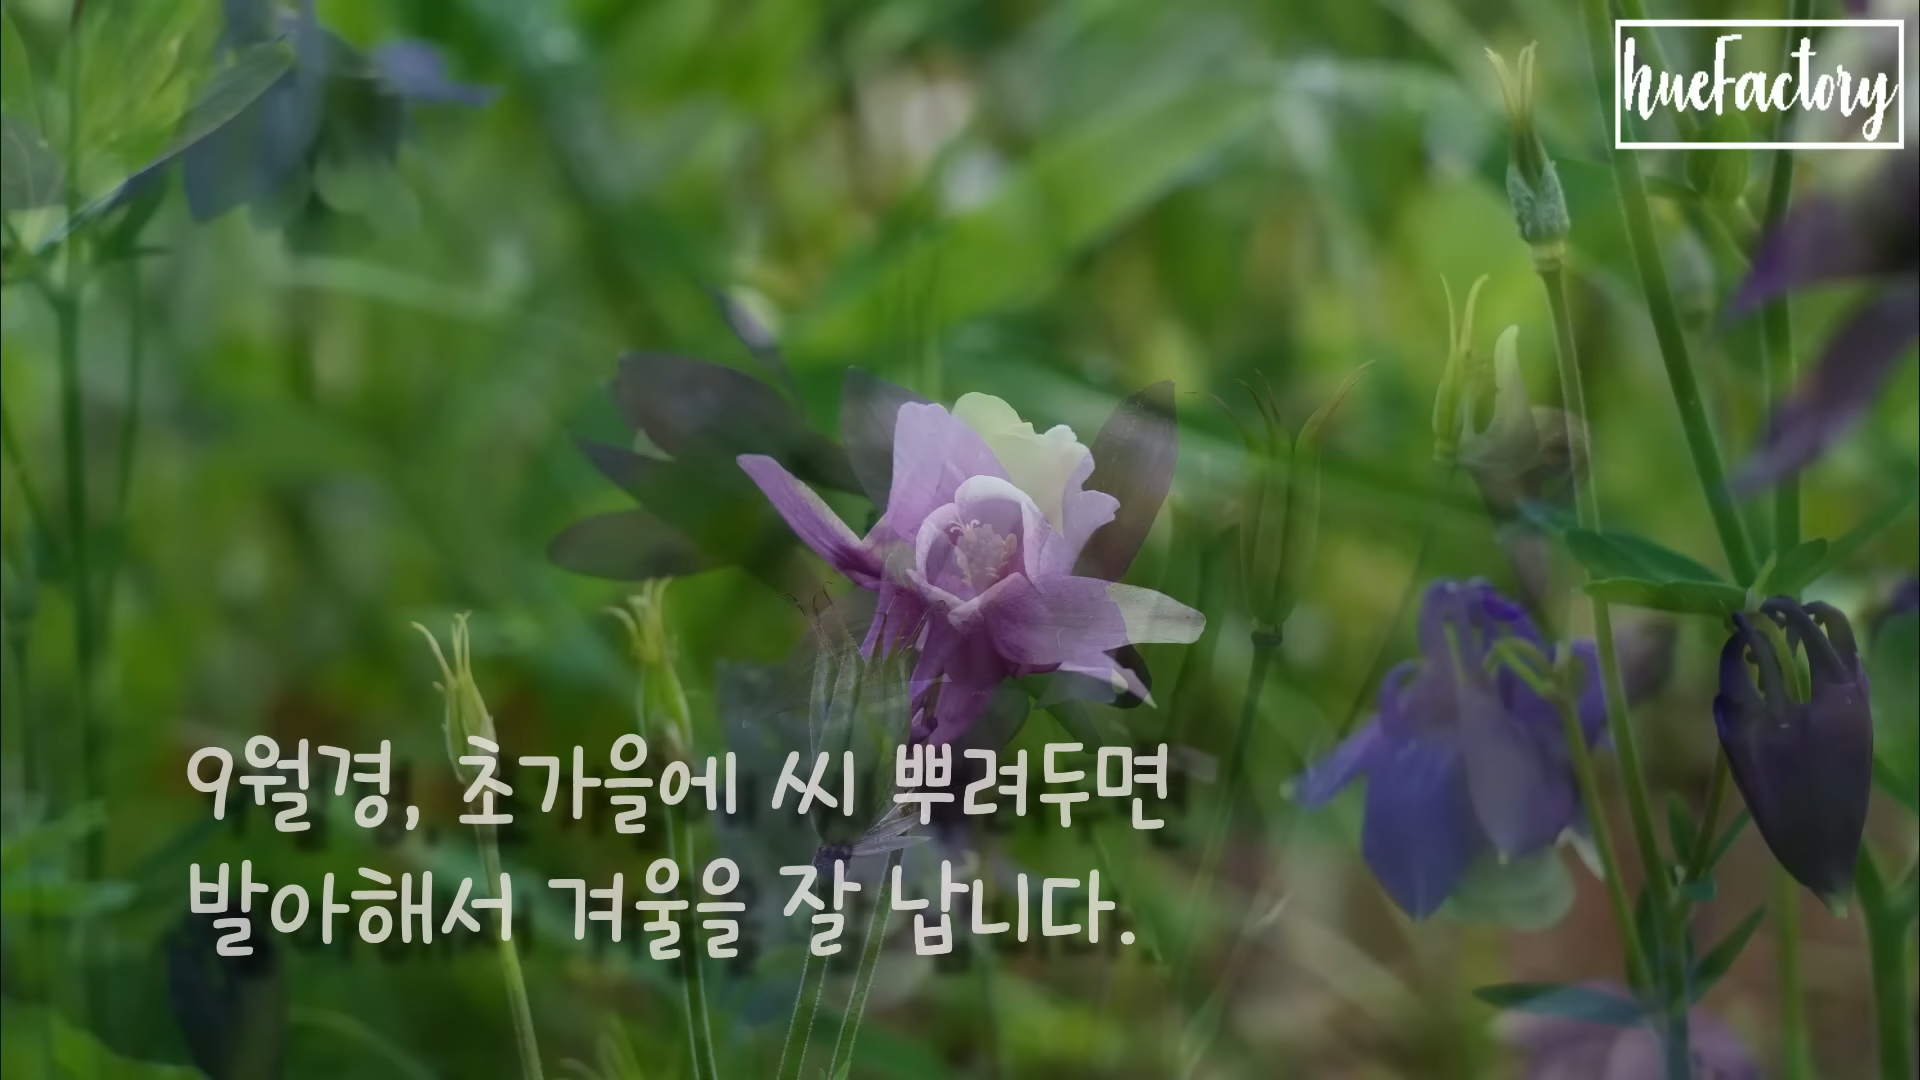 hueFactory
9월경, 초가을에 씨 뿌려두면
발아해서 겨울을 잘 납니다.